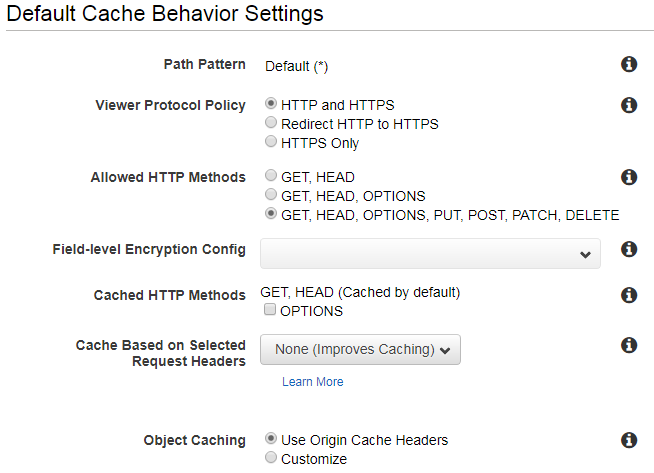 Default Cache Behavior Settings
Path Pattern Default (*)
Viewer Protocol Policy HTTP and HTTPS
Redirect HTTP to HTTPS
HTTPS Only
Allowed HTTP Methods GET, HEAD
GET, HEAD, OPTIONS
GET, HEAD, OPTIONS, PUT, POST, PATCH, DELETE
Field-level Encryption Config
Cached HTTP Methods GET, HEAD (Cached by default)
OPTIONS
Cache Based on Selected
Request Headers
None (Improves Caching)
Learn More
Object Caching Use Origin Cache Headers
Customize